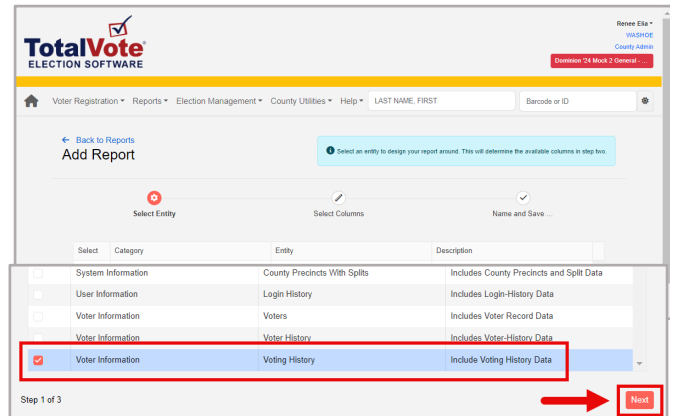 Renee Elia
WASHOE
County Admin
TotalVote
ELECTION SOFTWARE
Dominion '24 Mock 2 General - ...
Voter Registration Reports Election Management County Utilities Help LAST NAME, FIRST Barcode or ID
← Back to Reports
Add Report
Select an entity to design your report around. This will determine the available columns in step two.
Select Entity Select Columns Name and Save ...
Select Category Entity Description
System Information County Precincts With Splits Includes County Precincts and Split Data
User Information Login History Includes Login-History Data
Voter Information Voters Includes Voter Record Data
Voter Information Voter History Includes Voter-History Data
Voter Information Voting History Include Voting History Data
Step 1 of 3 Next